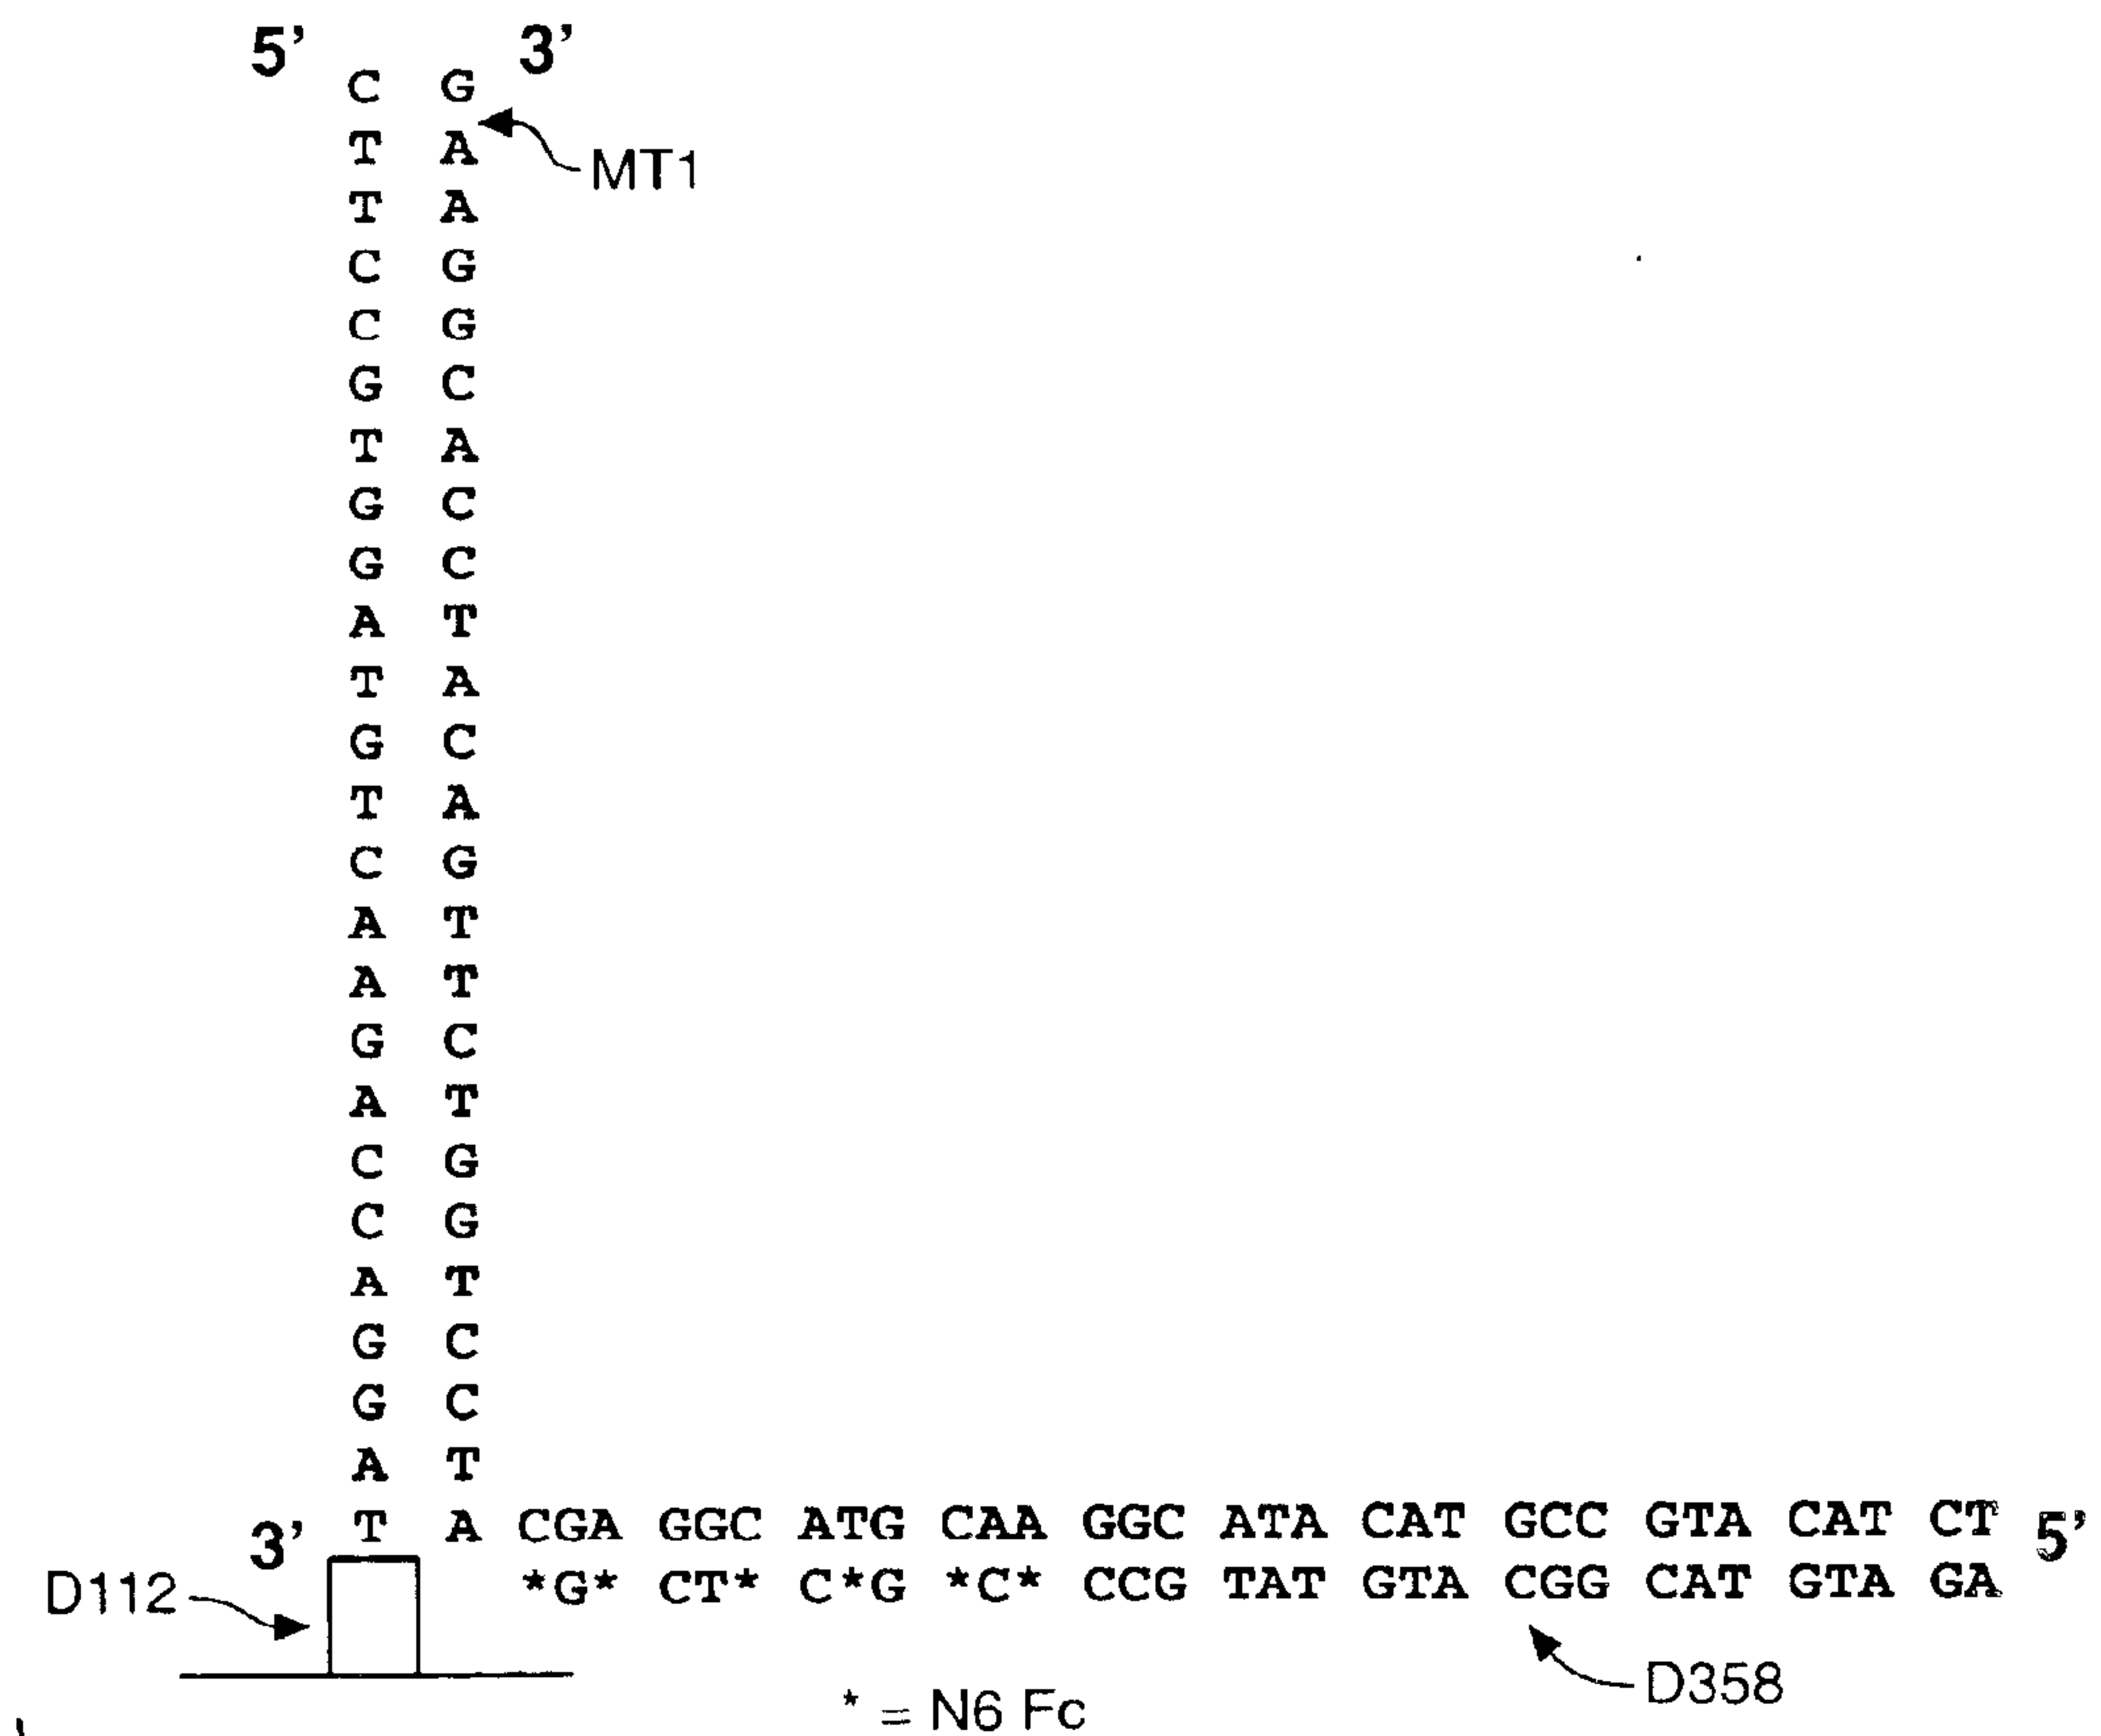 5' 3'
C G
T A
MT1
T A
C G
C G
G C
T A
G C
G C
A T
T A
G C
T A
C G
A T
A T
G C
A T
C G
C G
A T
G C
G C
A T
3' T A CGA GGC ATG CAA GGC ATA CAT GCC GTA CAT CT 5'
*G* CT* C*G *C* CCG TAT GTA CGG CAT GTA GA
D112
D358
* = N6 Fc